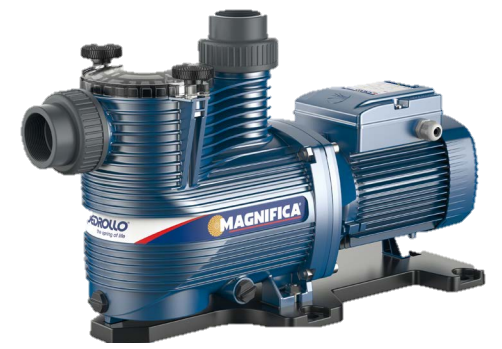 PEDROLLO®
the spring of life
MAGNIFICA®